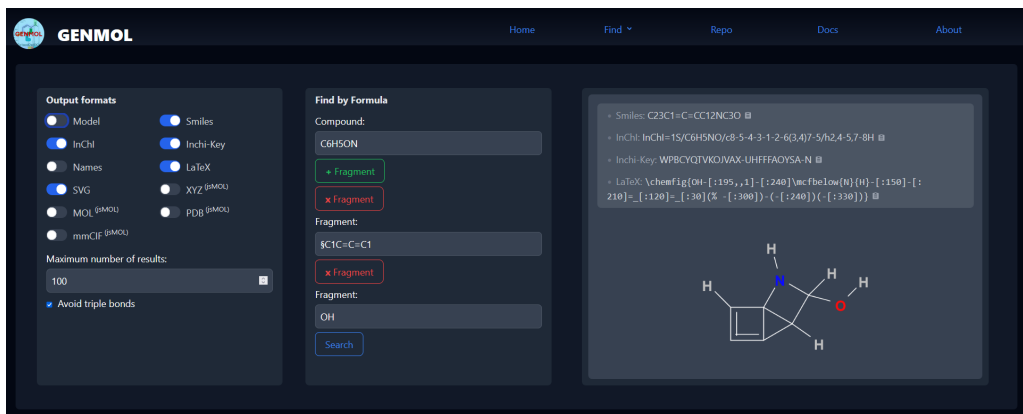 GENMOL
GENMOL
Home
Find
Repo
Docs
About
Output formats
Model
Smiles
InChI
Inchi-Key
Names
LaTeX
SVG
XYZ (jsMOL)
MOL (jsMOL)
PDB (jsMOL)
mmCIF (jsMOL)
Maximum number of results:
100
Avoid triple bonds
Find by Formula
Compound:
C6H5ON
+ Fragment
x Fragment
Fragment:
§C1C=C=C1
x Fragment
Fragment:
OH
Search
Smiles: C23C1=C=CC12NC3O
InChI: InChI=1S/C6H5NO/c8-5-4-3-1-2-6(3,4)7-5/h2,4-5,7-8H
Inchi-Key: WPBCYQTVKOJVAX-UHFFFAOYSA-N
LaTeX: \chemfig{OH-[:195,,1]-[:240]\mcfbelow{N}{H}-[:150]-[:
210]=_[:120]=_[:30](% -[:300])-(-[:240])(-[:330])}
H
N
H
H
H
O
H